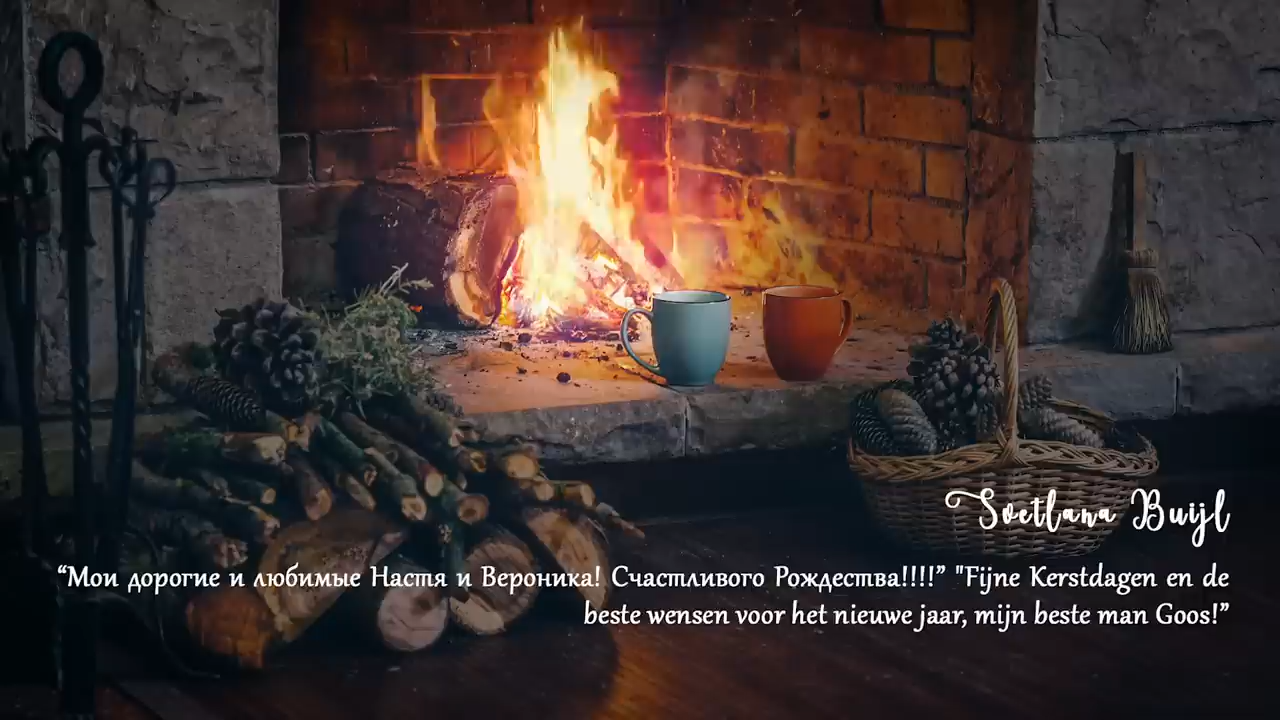 Svetlana Buijl
“Мои дорогие и любимые Настя и Вероника! Счастливого Рождества!!!!” "Fijne Kerstdagen en de
beste wensen voor het nieuwe jaar, mijn beste man Goos!”